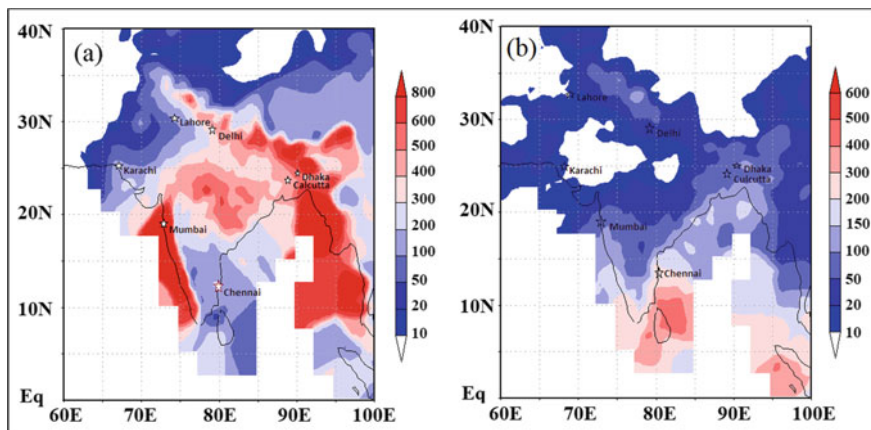 (a)
40N
30N
20N
10N
Eq
60E 70E 80E 90E 100E
Lahore
Delhi
Karachi
Dhaka
Calcutta
Mumbai
Chennai
800
600
500
400
300
200
100
50
20
10
(b)
40N
30N
20N
10N
Eq
60E 70E 80E 90E 100E
Lahore
Delhi
Karachi
Dhaka
Culcutta
Mumbai
Chennai
600
500
400
300
200
150
100
50
20
10